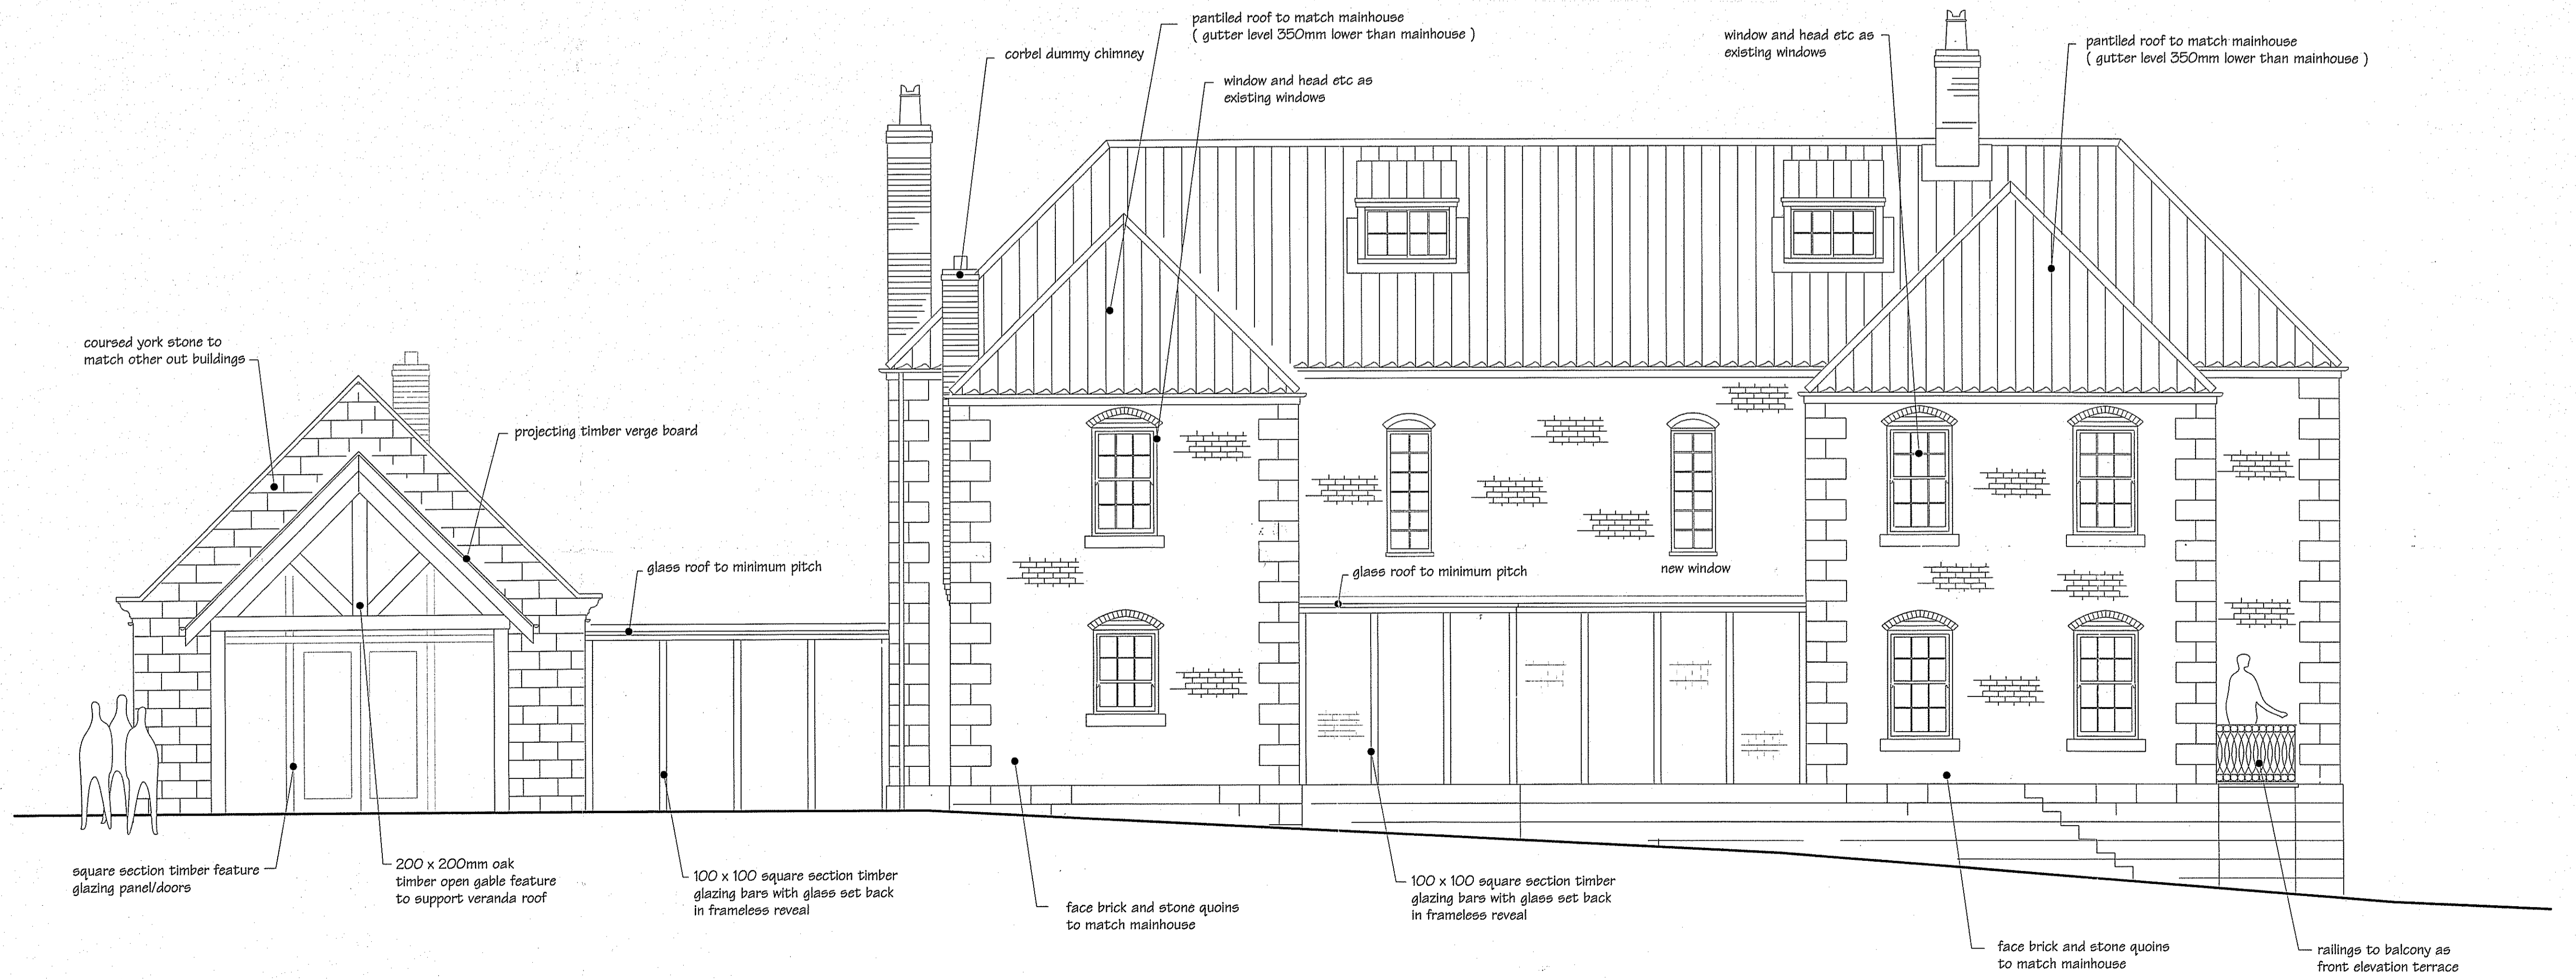 pantiled roof to match mainhouse
( gutter level 350mm lower than mainhouse )
corbel dummy chimney
window and head etc as
existing windows
window and head etc as
existing windows
pantiled roof to match mainhouse
( gutter level 350mm lower than mainhouse )
coursed york stone to
match other out buildings
projecting timber verge board
glass roof to minimum pitch
glass roof to minimum pitch
new window
square section timber feature
glazing panel/doors
200 x 200mm oak
timber open gable feature
to support veranda roof
100 x 100 square section timber
glazing bars with glass set back
in frameless reveal
face brick and stone quoins
to match mainhouse
100 x 100 square section timber
glazing bars with glass set back
in frameless reveal
face brick and stone quoins
to match mainhouse
railings to balcony as
front elevation terrace